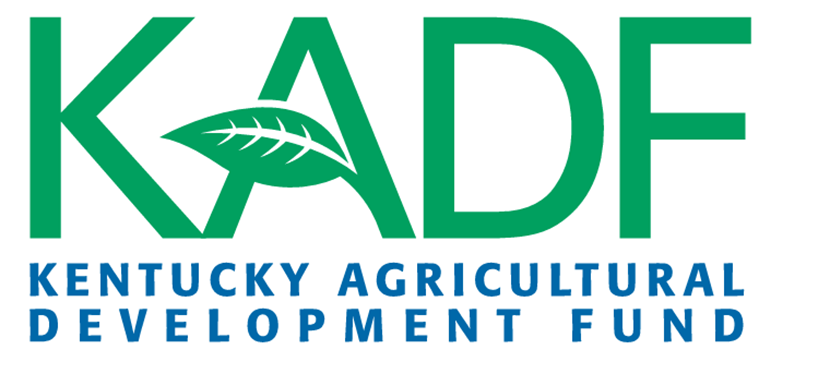 KADF
KENTUCKY AGRICULTURAL
DEVELOPMENT FUND